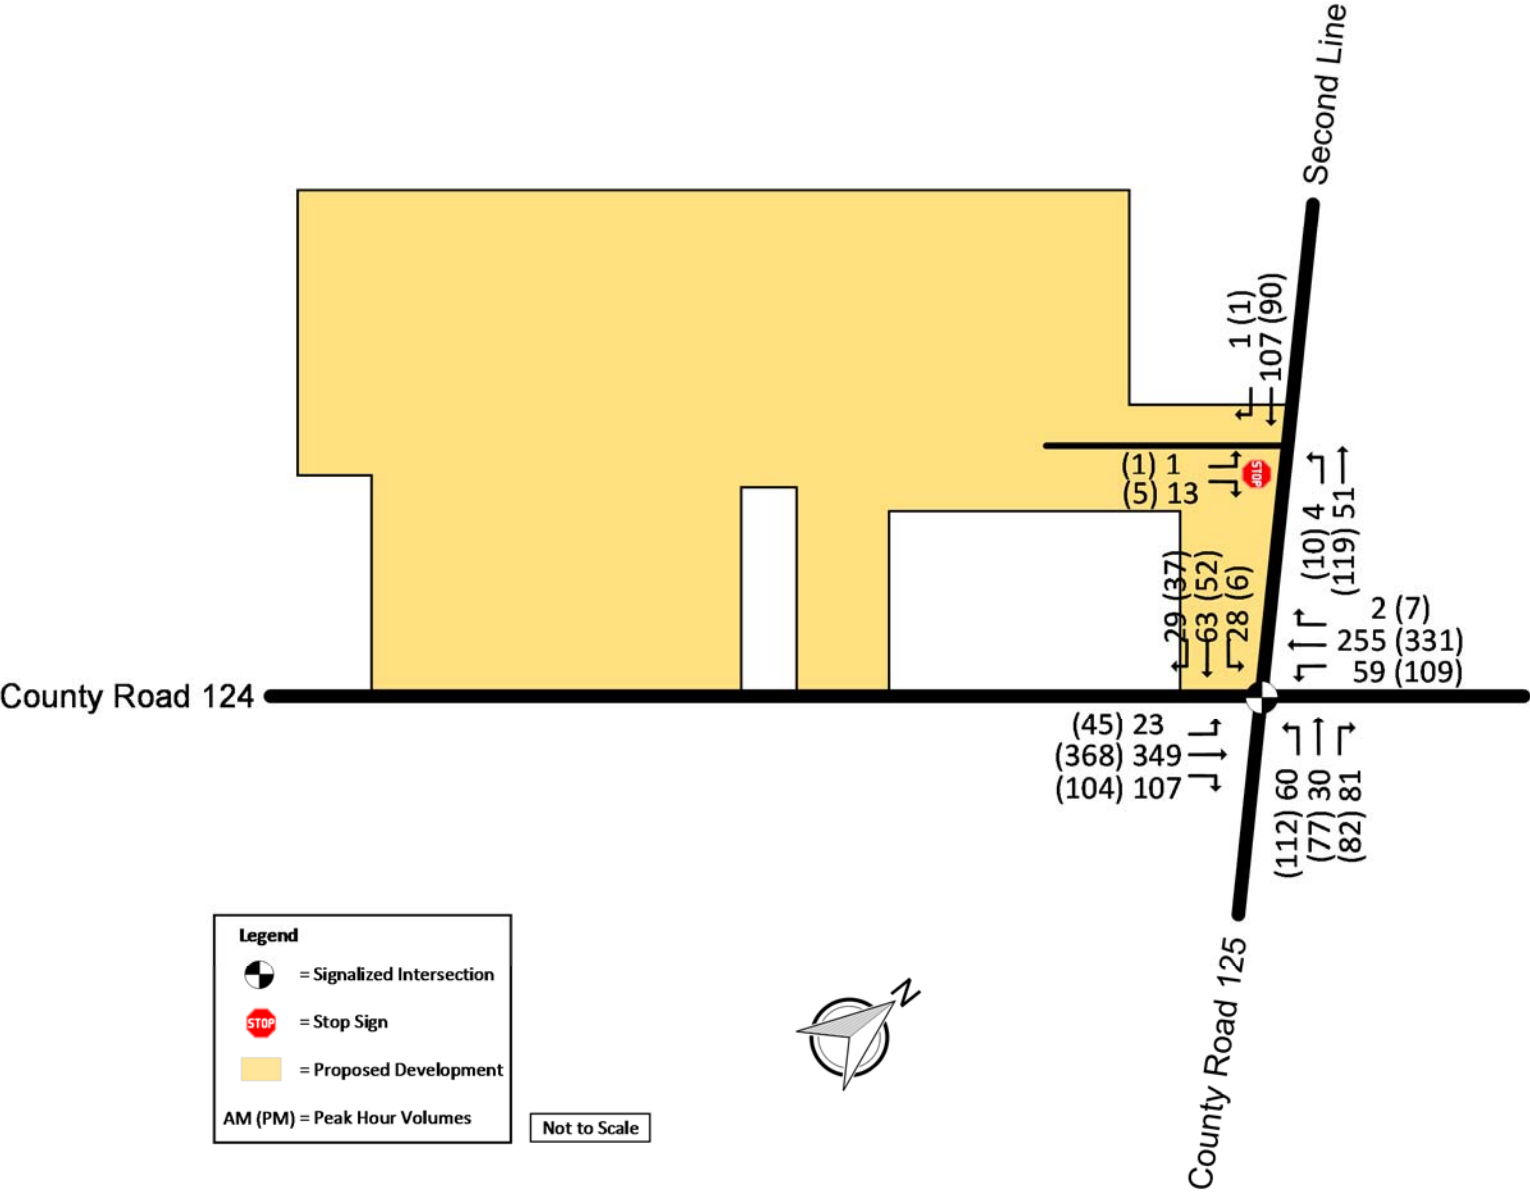 Second Line
1 (1)
107 (90)
(1) 1
(5) 13
STOP
(10) 4
(119) 51
29 (37)
63 (52)
28 (6)
2 (7)
255 (331)
59 (109)
County Road 124
(45) 23
(368) 349
(104) 107
(112) 60
(77) 30
(82) 81
County Road 125
N
Legend
= Signalized Intersection
STOP = Stop Sign
= Proposed Development
AM (PM) = Peak Hour Volumes
Not to Scale